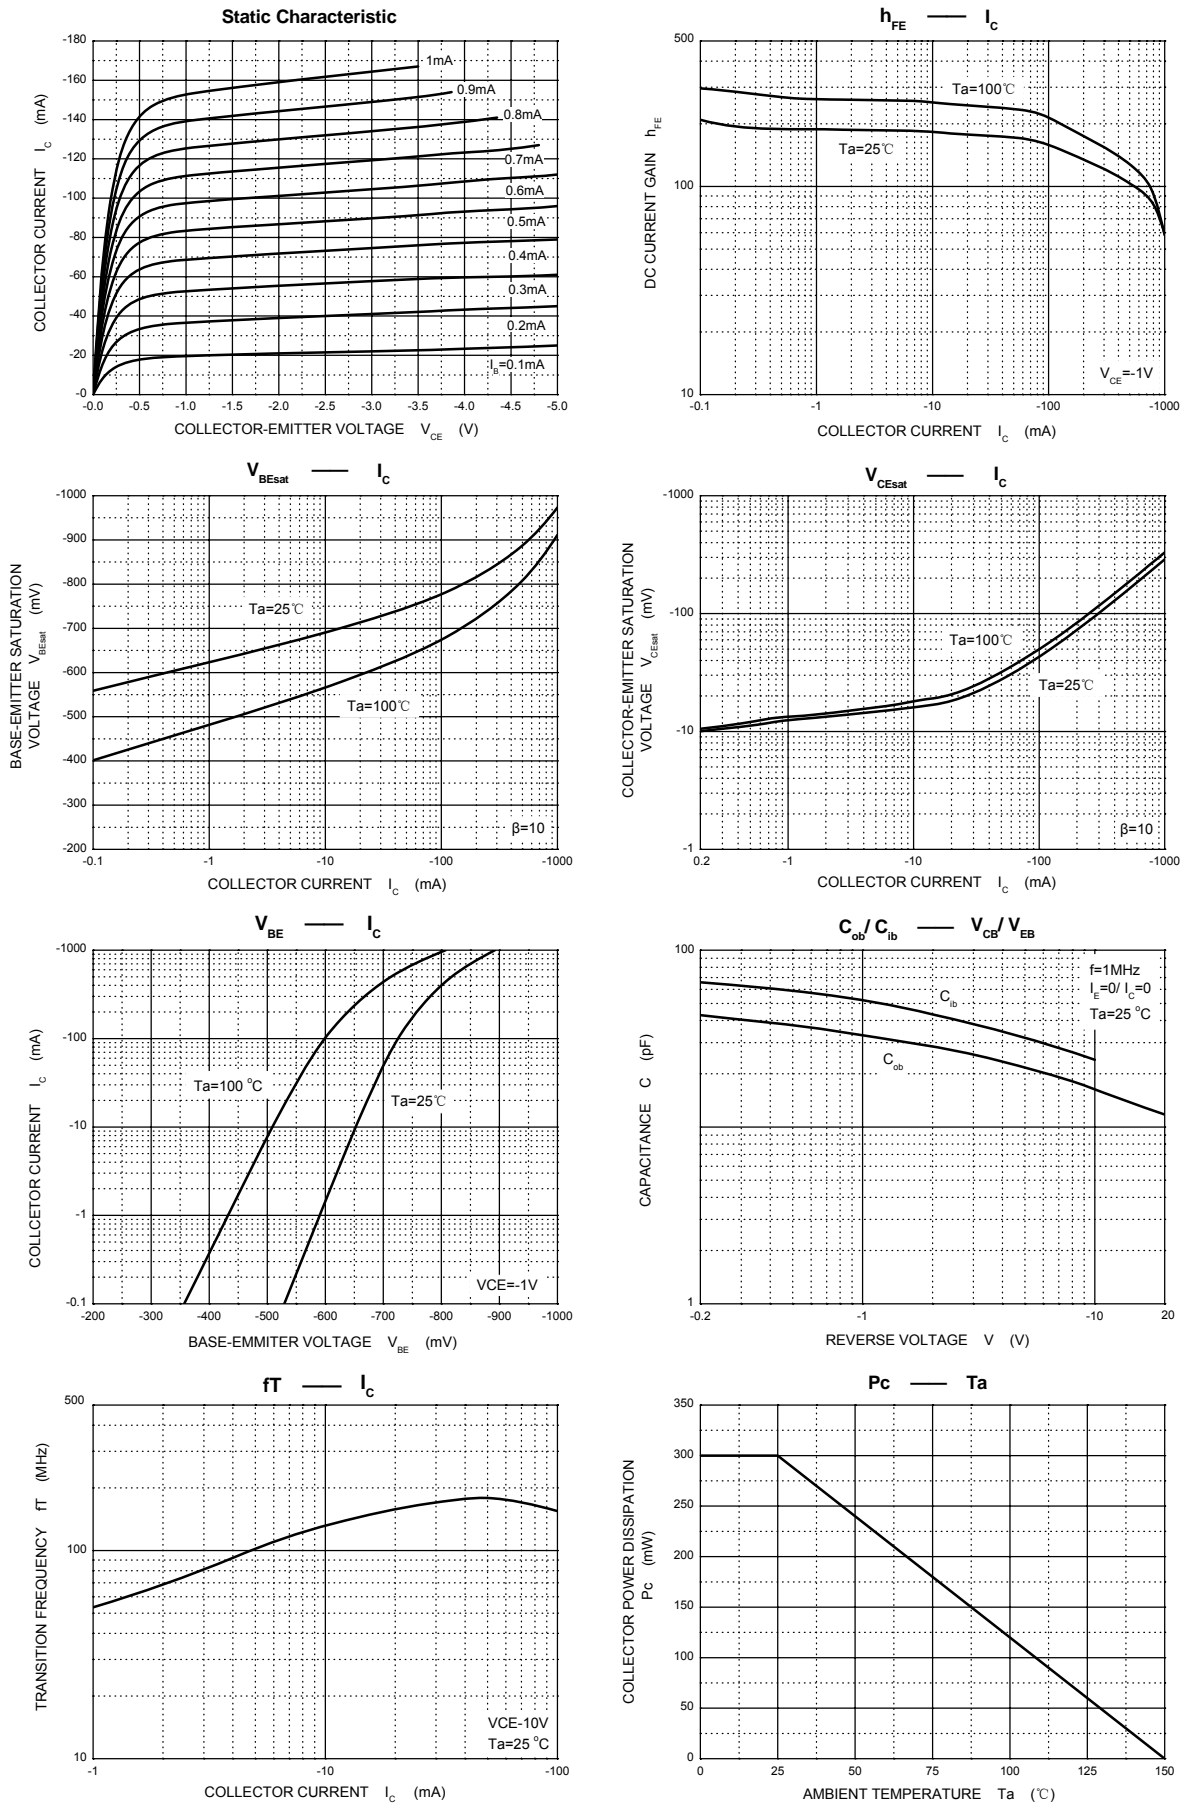 Static Characteristic
COLLECTOR CURRENT I_C (mA)
-180
-160
-140
-120
-100
-80
-60
-40
-20
-0
1mA
0.9mA
0.8mA
0.7mA
0.6mA
0.5mA
0.4mA
0.3mA
0.2mA
I_B=0.1mA
-0.0 -0.5 -1.0 -1.5 -2.0 -2.5 -3.0 -3.5 -4.0 -4.5 -5.0
COLLECTOR-EMITTER VOLTAGE V_CE (V)
h_FE —— I_C
DC CURRENT GAIN h_FE
500
100
10
Ta=100℃
Ta=25℃
V_CE=-1V
-0.1 -1 -10 -100 -1000
COLLECTOR CURRENT I_C (mA)
V_BEsat —— I_C
BASE-EMITTER SATURATION
VOLTAGE V_BEsat (mV)
-1000
-900
-800
-700
-600
-500
-400
-300
-200
Ta=25℃
Ta=100℃
β=10
-0.1 -1 -10 -100 -1000
COLLECTOR CURRENT I_C (mA)
V_CEsat —— I_C
COLLECTOR-EMITTER SATURATION
VOLTAGE V_CEsat (mV)
-1000
-100
-10
-1
Ta=100℃
Ta=25℃
β=10
-0.2 -1 -10 -100 -1000
COLLECTOR CURRENT I_C (mA)
V_BE —— I_C
COLLCETOR CURRENT I_C (mA)
-1000
-100
-10
-1
-0.1
Ta=100 °C
Ta=25℃
VCE=-1V
-200 -300 -400 -500 -600 -700 -800 -900 -1000
BASE-EMMITER VOLTAGE V_BE (mV)
C_ob/ C_ib —— V_CB/ V_EB
CAPACITANCE C (pF)
100
10
1
f=1MHz
I_E=0/ I_C=0
Ta=25 °C
C_ib
C_ob
-0.2 -1 -10 20
REVERSE VOLTAGE V (V)
fT —— I_C
TRANSITION FREQUENCY fT (MHz)
500
100
10
VCE-10V
Ta=25 °C
-1 -10 -100
COLLECTOR CURRENT I_C (mA)
Pc —— Ta
COLLECTOR POWER DISSIPATION
Pc (mW)
350
300
250
200
150
100
50
0
0 25 50 75 100 125 150
AMBIENT TEMPERATURE Ta (℃)